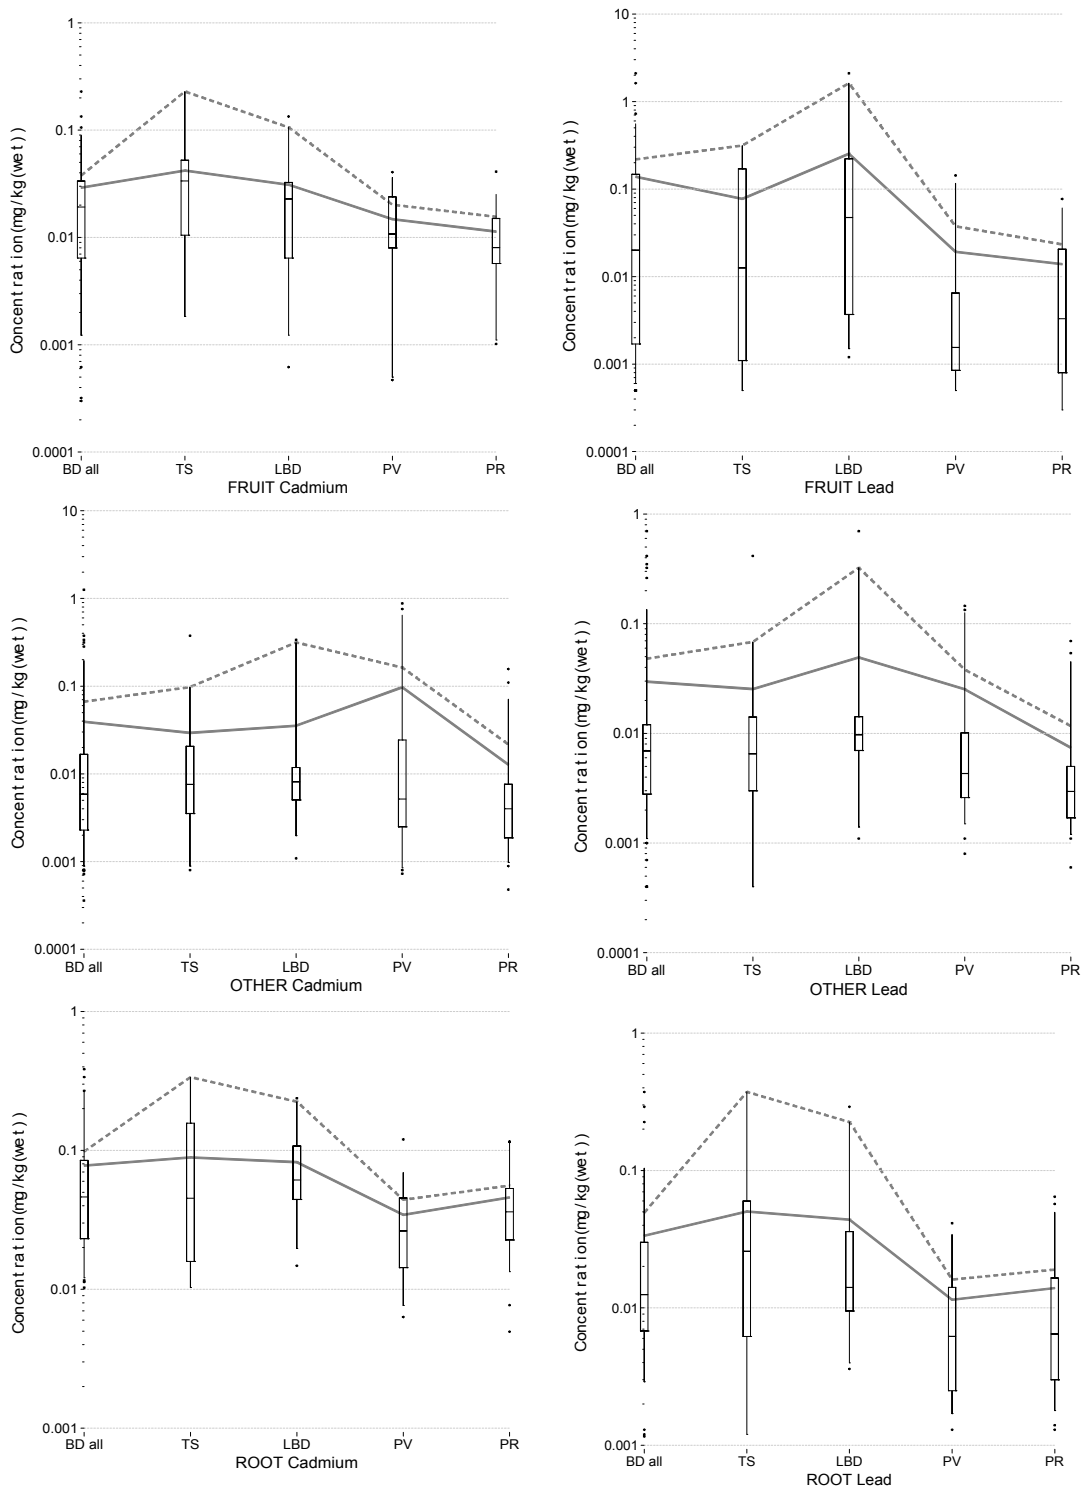 1
0.1
0.01
0.001
0.0001
Concentration(mg/kg(wet))
BD all TS LBD PV PR
FRUIT Cadmium
10
1
0.1
0.01
0.001
0.0001
Concentration(mg/kg(wet))
BD all TS LBD PV PR
FRUIT Lead
10
1
0.1
0.01
0.001
0.0001
Concentration(mg/kg(wet))
BD all TS LBD PV PR
OTHER Cadmium
1
0.1
0.01
0.001
0.0001
Concentration(mg/kg(wet))
BD all TS LBD PV PR
OTHER Lead
1
0.1
0.01
0.001
Concentration(mg/kg(wet))
BD all TS LBD PV PR
ROOT Cadmium
1
0.1
0.01
0.001
Concentration(mg/kg(wet))
BD all TS LBD PV PR
ROOT Lead